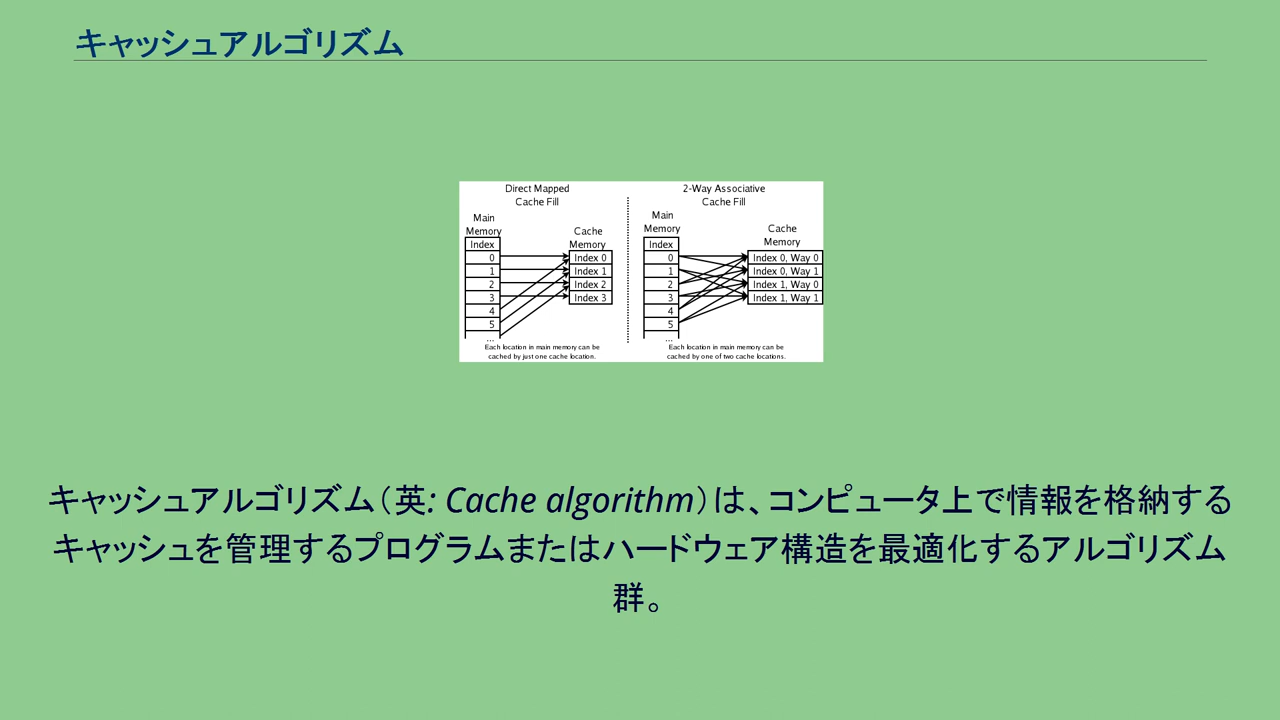 キャッシュアルゴリズム
Direct Mapped
Cache Fill
Main
Memory
Index
0
1
2
3
4
5
...
Cache
Memory
Index 0
Index 1
Index 2
Index 3
Each location in main memory can be
cached by just one cache location.
2-Way Associative
Cache Fill
Main
Memory
Index
0
1
2
3
4
5
...
Cache
Memory
Index 0, Way 0
Index 0, Way 1
Index 1, Way 0
Index 1, Way 1
Each location in main memory can be
cached by one of two cache locations.
キャッシュアルゴリズム（英: Cache algorithm）は、コンピュータ上で情報を格納する
キャッシュを管理するプログラムまたはハードウェア構造を最適化するアルゴリズム
群。